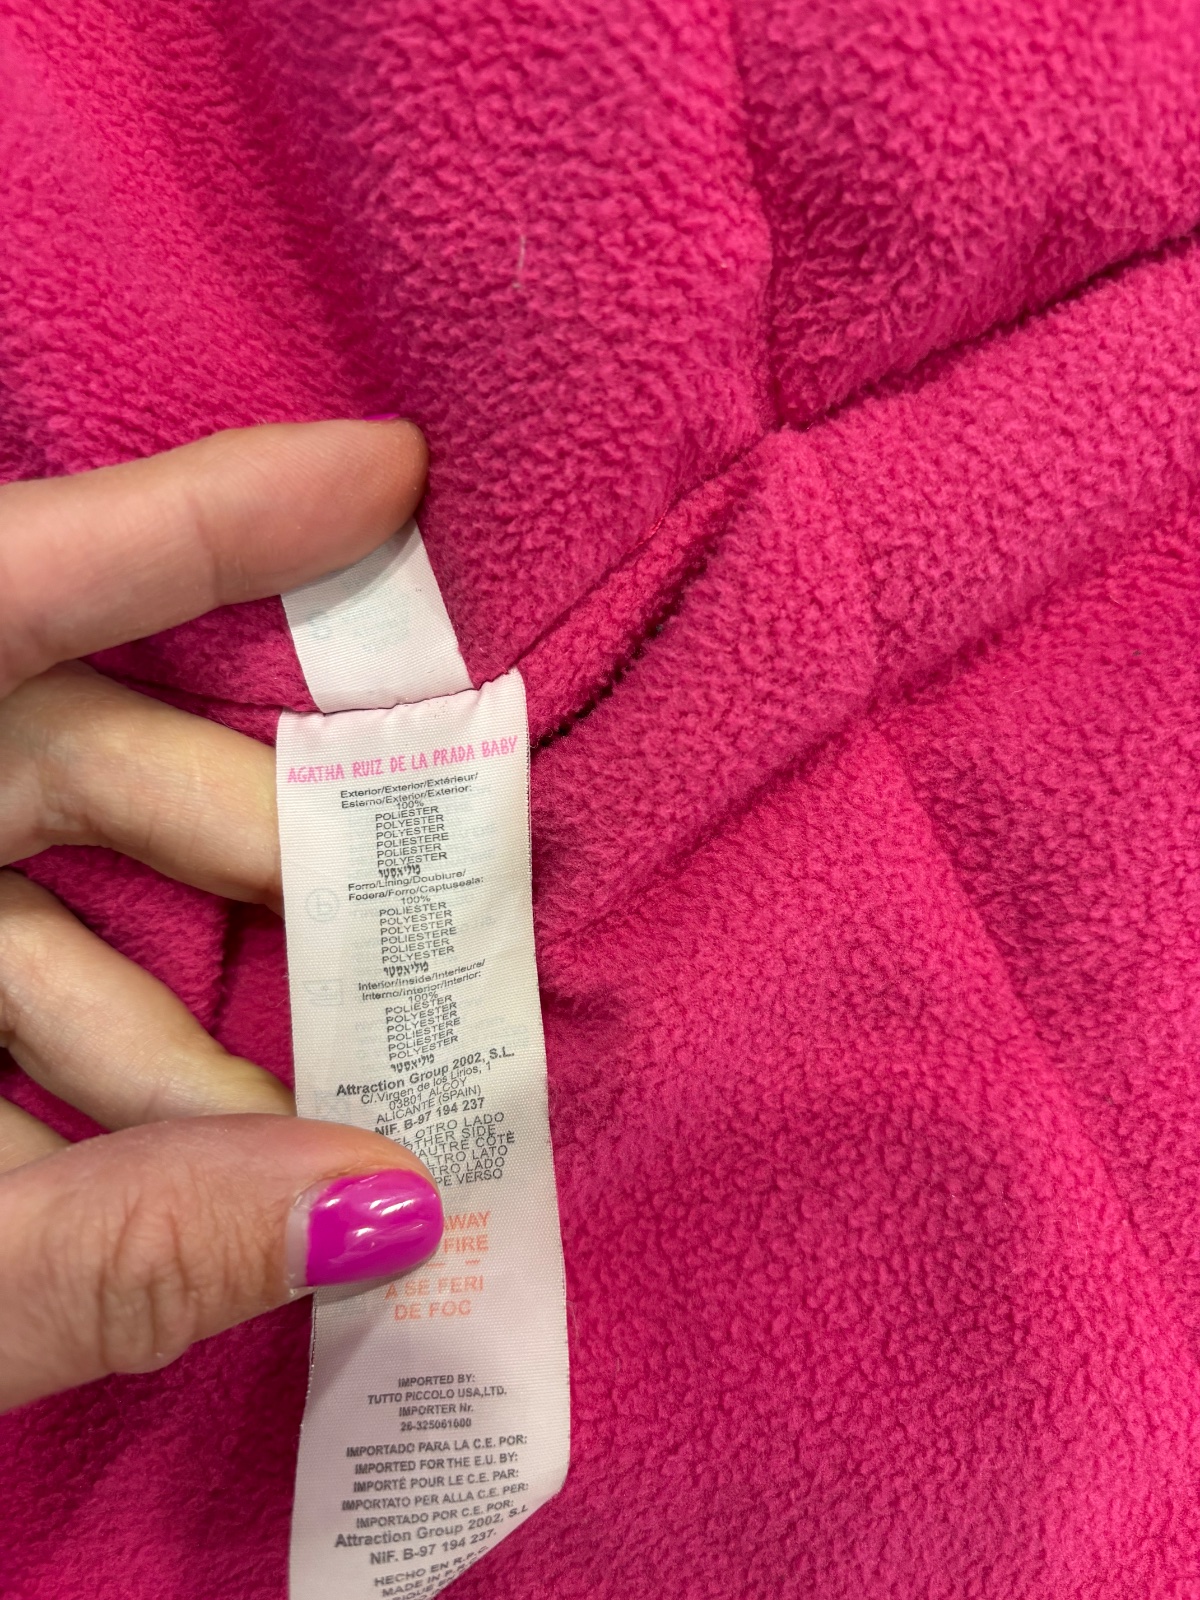 AGATHA RUIZ DE LA PRADA BABY
Exterior/Exterior/Extérieur/
Esterno/Exterior/Exterior:
100%
POLIESTER
POLYESTER
POLYESTER
POLIESTERE
POLIESTER
POLYESTER
פוליאסטר
Forro/Lining/Doublure/
Fodera/Forro/Captuseala:
100%
POLIESTER
POLYESTER
POLYESTER
POLIESTERE
POLIESTER
POLYESTER
פוליאסטר
Interior/Inside/Interieure/
Interno/Interior/Interior:
100%
POLIESTER
POLYESTER
POLYESTER
POLIESTERE
POLIESTER
POLYESTER
פוליאסטר
Attraction Group 2002, S.L.
C/.Virgen de los Lirios, 1
03801 ALCOY
ALICANTE (SPAIN)
NIF. B-97 194 237
OTRO LADO
OTHER SIDE
AUTRE COTÈ
LTRO LATO
TRO LADO
PE VERSO
AWAY
FIRE
A SE FERI
DE FOC
IMPORTED BY:
TUTTO PICCOLO USA,LTD.
IMPORTER Nr.
26-325061600
IMPORTADO PARA LA C.E. POR:
IMPORTED FOR THE E.U. BY:
IMPORTÉ POUR LE C.E. PAR:
IMPORTATO PER ALLA C.E. PER:
IMPORTADO POR C.E. POR:
Attraction Group 2002, S.L
NIF. B-97 194 237.
HECHO EN R.P.C
MADE IN P.R.